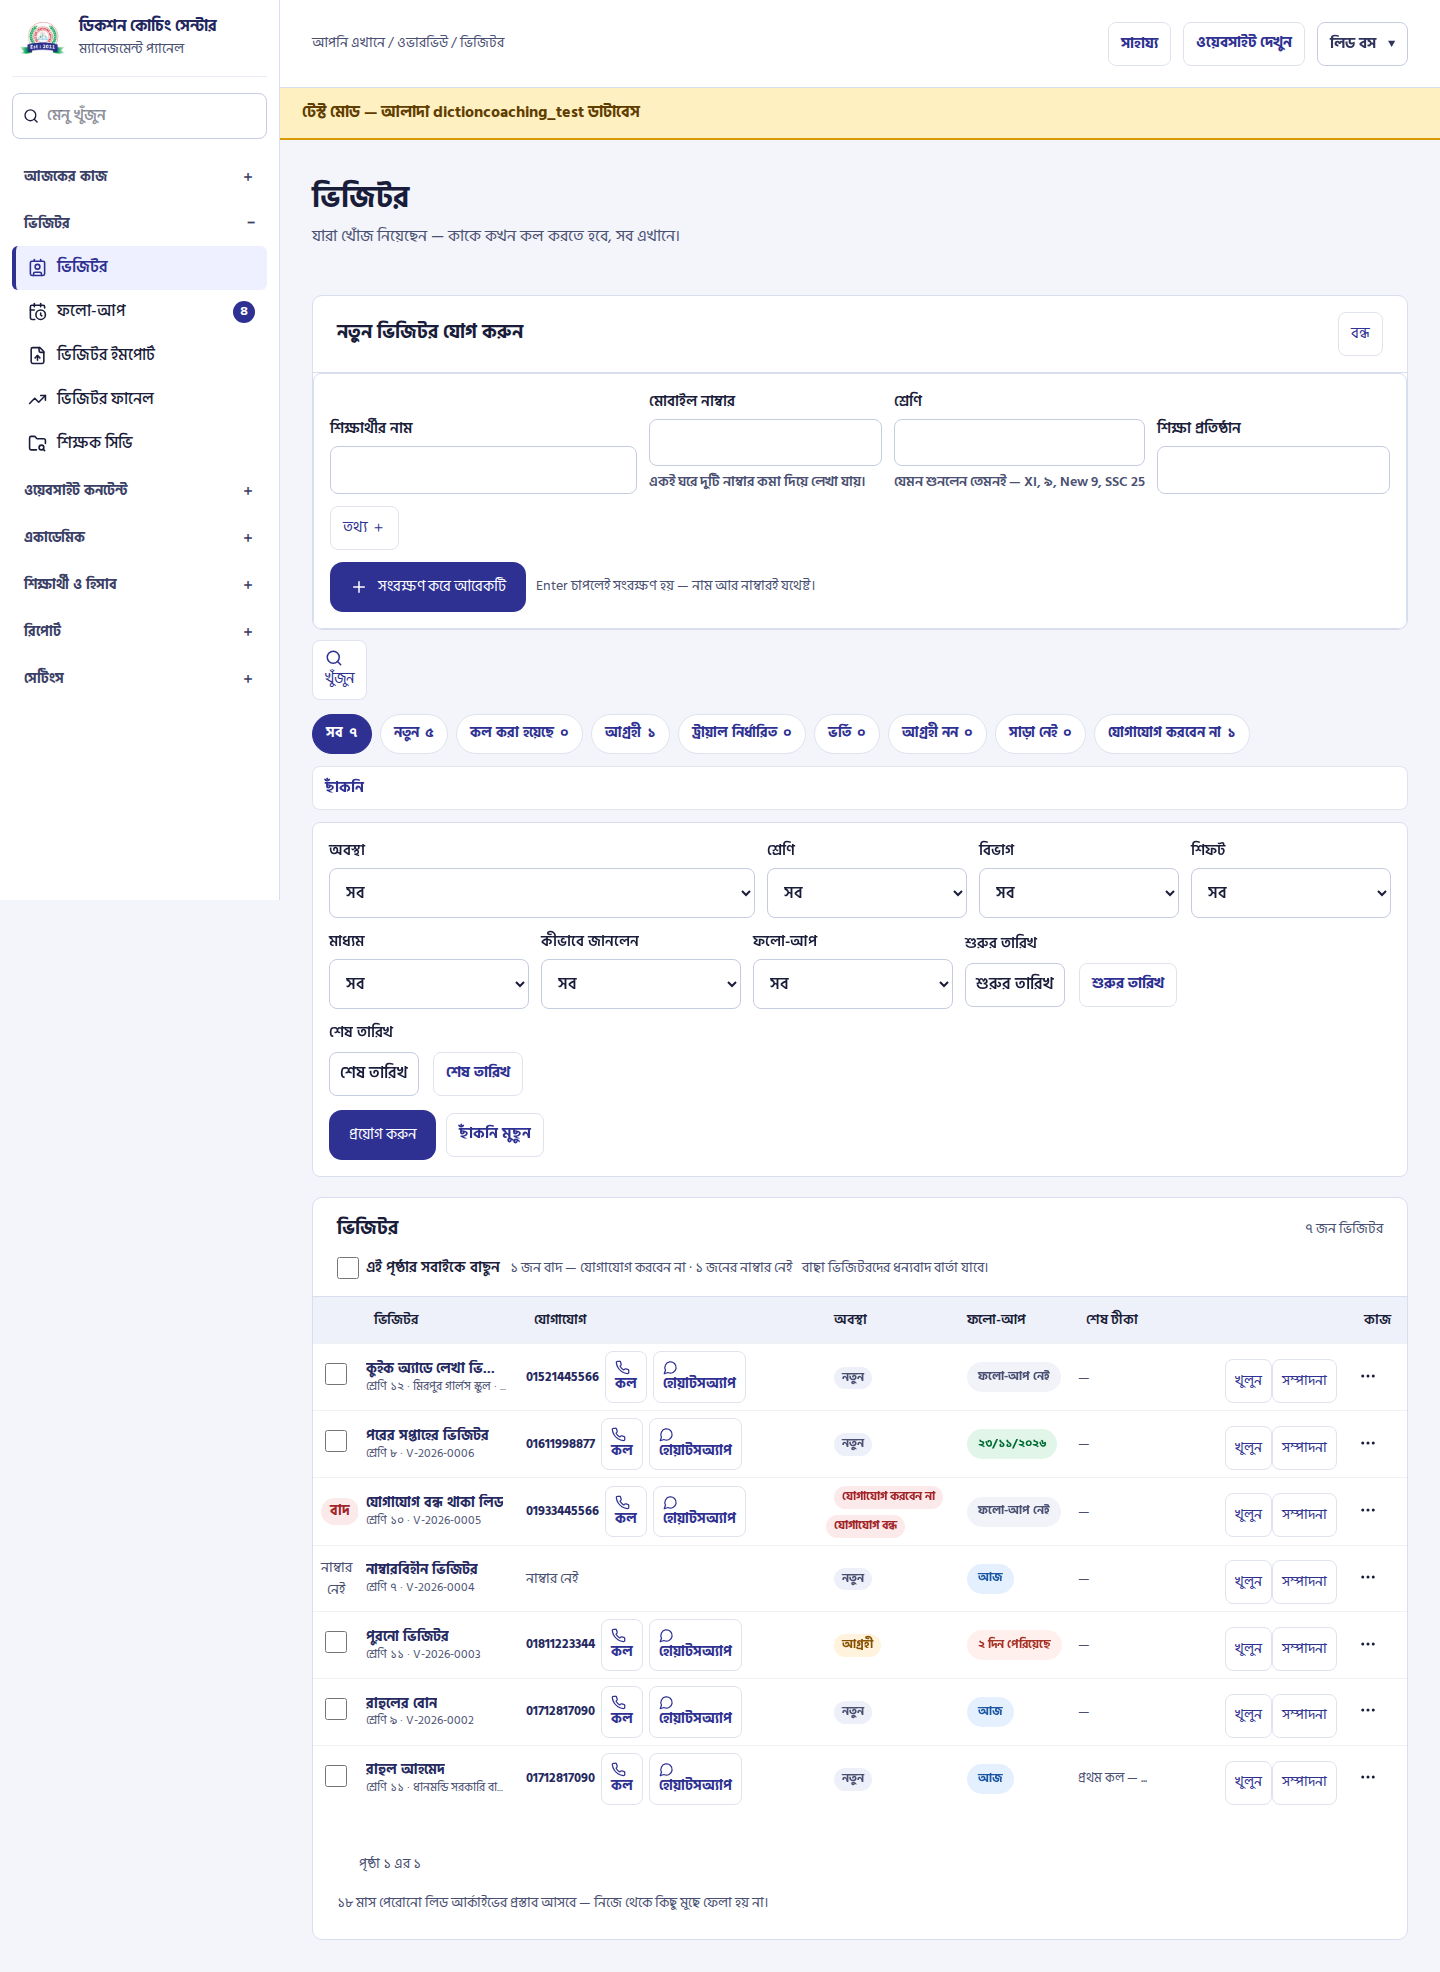 ডিকশন কোচিং সেন্টার
ম্যানেজমেন্ট প্যানেল
মেনু খুঁজুন
আজকের কাজ +
ভিজিটর −
ভিজিটর
ফলো-আপ 8
ভিজিটর ইমপোর্ট
ভিজিটর ফানেল
শিক্ষক সিভি
ওয়েবসাইট কনটেন্ট +
একাডেমিক +
শিক্ষার্থী ও হিসাব +
রিপোর্ট +
সেটিংস +
আপনি এখানে / ওভারভিউ / ভিজিটর
সাহায্য ওয়েবসাইট দেখুন লিড বস ▾
টেস্ট মোড — আলাদা dictioncoaching_test ডাটাবেস
ভিজিটর
যারা খোঁজ নিয়েছেন — কাকে কখন কল করতে হবে, সব এখানে।
নতুন ভিজিটর যোগ করুন বন্ধ
শিক্ষার্থীর নাম মোবাইল নাম্বার শ্রেণি শিক্ষা প্রতিষ্ঠান
একই ঘরে দুটি নাম্বার কমা দিয়ে লেখা যায়। যেমন শুনলেন তেমনই — XI, ৯, New 9, SSC 25
তথ্য +
+ সংরক্ষণ করে আরেকটি Enter চাপলেই সংরক্ষণ হয় — নাম আর নাম্বারই যথেষ্ট।
খুঁজুন
সব ৭ নতুন ৫ কল করা হয়েছে ০ আগ্রহী ১ ট্রায়াল নির্ধারিত ০ ভর্তি ০ আগ্রহী নন ০ সাড়া নেই ০ যোগাযোগ করবেন না ১
ছাঁকনি
অবস্থা শ্রেণি বিভাগ শিফট
সব সব সব সব
মাধ্যম কীভাবে জানলেন ফলো-আপ শুরুর তারিখ
সব সব সব শুরুর তারিখ শুরুর তারিখ
শেষ তারিখ
শেষ তারিখ শেষ তারিখ
প্রয়োগ করুন ছাঁকনি মুছুন
ভিজিটর ৭ জন ভিজিটর
এই পৃষ্ঠার সবাইকে বাছুন ১ জন বাদ — যোগাযোগ করবেন না · ১ জনের নাম্বার নেই বাছা ভিজিটরদের ধন্যবাদ বার্তা যাবে।
ভিজিটর যোগাযোগ অবস্থা ফলো-আপ শেষ টীকা কাজ
কুইক অ্যাডে লেখা ভি... 01521445566 কল হোয়াটসঅ্যাপ নতুন ফলো-আপ নেই — খুলুন সম্পাদনা ···
শ্রেণি ১২ · মিরপুর গার্লস স্কুল · ...
পরের সপ্তাহের ভিজিটর 01611998877 কল হোয়াটসঅ্যাপ নতুন ২৩/১১/২০২৬ — খুলুন সম্পাদনা ···
শ্রেণি ৮ · V-2026-0006
বাদ যোগাযোগ বন্ধ থাকা লিড 01933445566 কল হোয়াটসঅ্যাপ যোগাযোগ করবেন না ফলো-আপ নেই — খুলুন সম্পাদনা ···
শ্রেণি ১০ · V-2026-0005 যোগাযোগ বন্ধ
নাম্বার নেই নাম্বারবিহীন ভিজিটর নাম্বার নেই নতুন আজ — খুলুন সম্পাদনা ···
শ্রেণি ৭ · V-2026-0004
পুরনো ভিজিটর 01811223344 কল হোয়াটসঅ্যাপ আগ্রহী ২ দিন পেরিয়েছে — খুলুন সম্পাদনা ···
শ্রেণি ১১ · V-2026-0003
রাহুলের বোন 01712817090 কল হোয়াটসঅ্যাপ নতুন আজ — খুলুন সম্পাদনা ···
শ্রেণি ৯ · V-2026-0002
রাহুল আহমেদ 01712817090 কল হোয়াটসঅ্যাপ নতুন আজ প্রথম কল — ... খুলুন সম্পাদনা ···
শ্রেণি ১১ · ধানমন্ডি সরকারি বা...
পৃষ্ঠা ১ এর ১
১৮ মাস পেরোনো লিড আর্কাইভের প্রস্তাব আসবে — নিজে থেকে কিছু মুছে ফেলা হয় না।